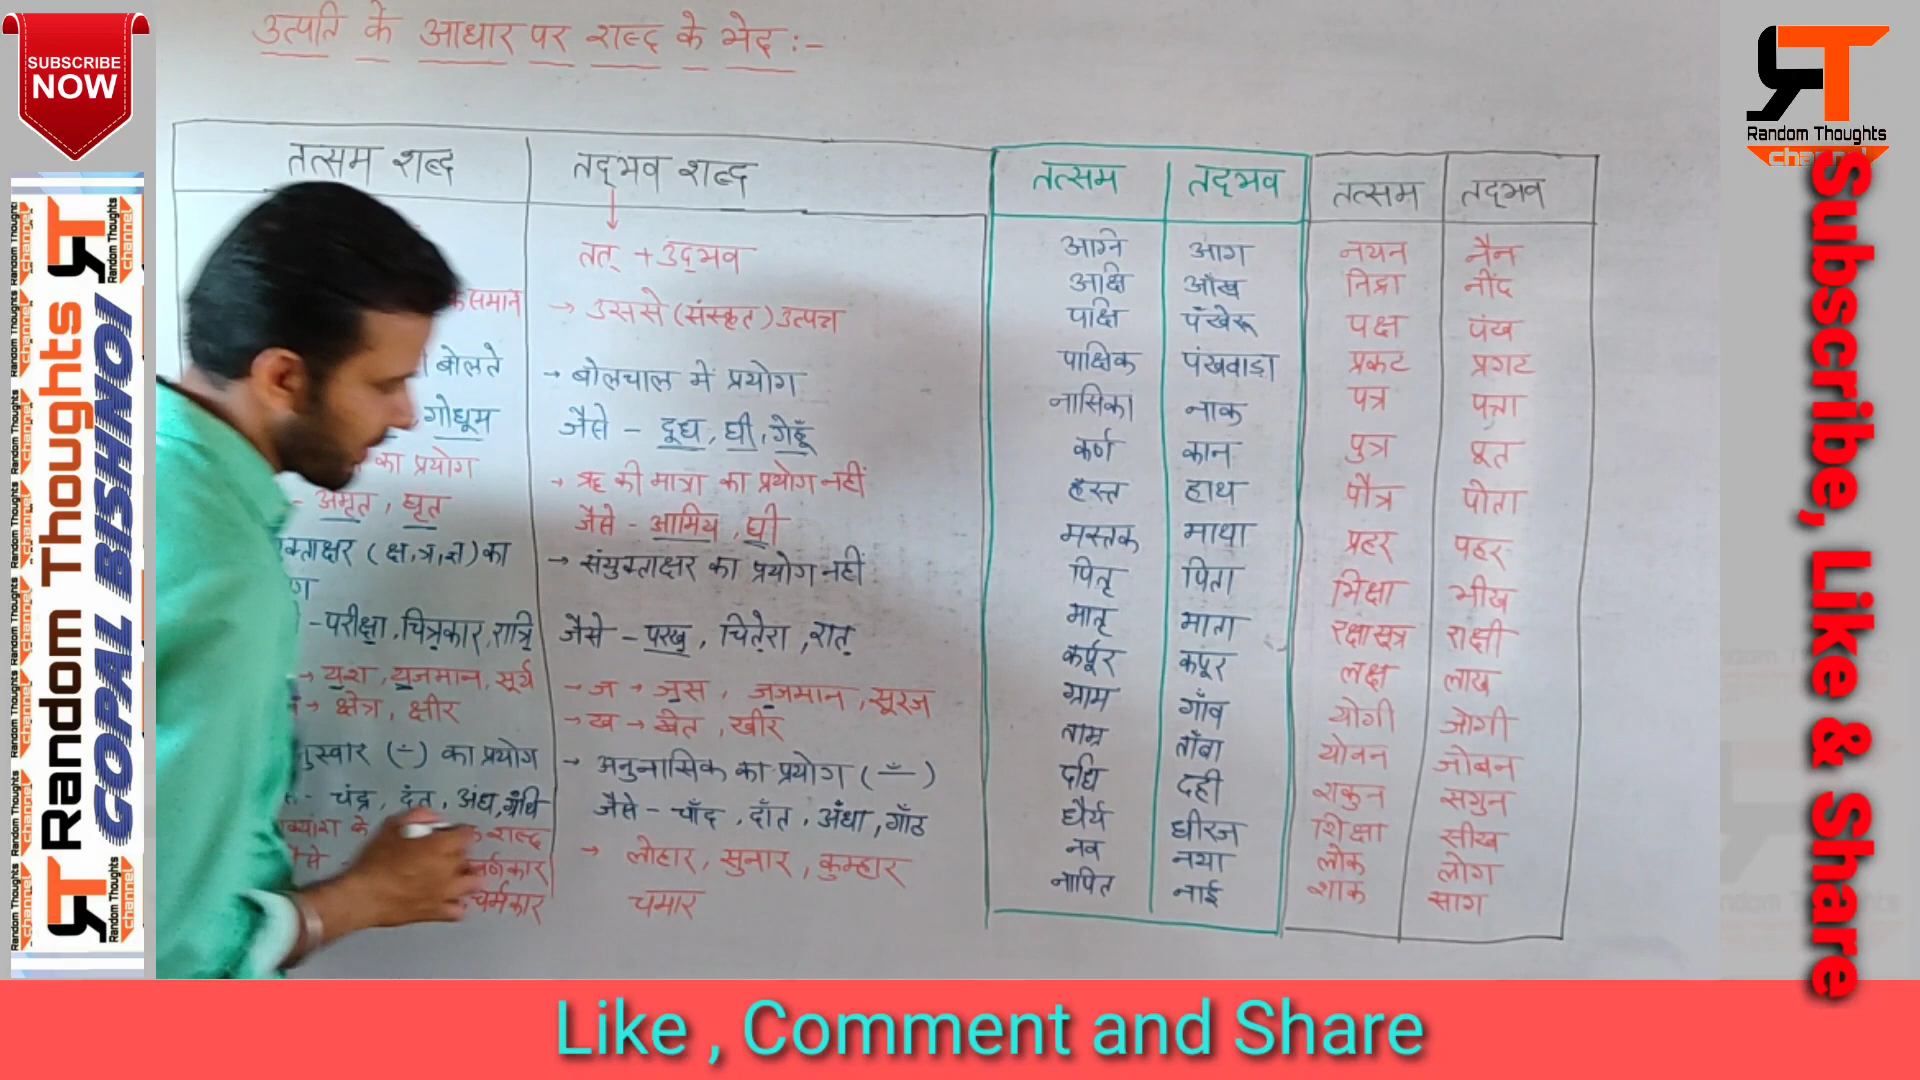 उत्पति के आधार पर शब्द के भेद :-
SUBSCRIBE
NOW
RT
Random Thoughts
channel
Random Thoughts
GOPAL BISHNOI
Subscribe, Like & Share
तत्सम शब्द
के समान
बोलते
, गोधूम
का प्रयोग
- अमृत , घृत
क्ताक्षर ( क्ष, त्र, ज्ञ ) का
- परीक्षा , चित्रकार, रात्रि
→ यश , यजमान, सूर्य
→ क्षेत्र , क्षीर
नुस्वार ( ÷ ) का प्रयोग
- चंद्र, दंत, अंध, ग्रंथि
के शब्द
चर्मकार
तद्भव शब्द
तत् + उद्भव
→ उससे (संस्कृत) उत्पन्न
→ बोलचाल में प्रयोग
जैसे - दूध , घी , गेहूँ
→ ऋ की मात्रा का प्रयोग नहीं
जैसे - आमिय , घी
→ संयुक्ताक्षर का प्रयोग नहीं
जैसे - परख , चितेरा , रात
→ ज → जस , जजमान , सूरज
→ ख → खेत , खीर
→ अनुनासिक का प्रयोग ( ँ )
जैसे - चाँद , दाँत , अँधा , गाँठ
→ लोहार , सुनार , कुम्हार
चमार
तत्सम तद्भव
अग्नि आग
अक्षि आँख
पक्षि पंखेरू
पाक्षिक पंखवाड़ा
नासिका नाक
कर्ण कान
हस्त हाथ
मस्तक माथा
पितृ पिता
मातृ माता
कर्पूर कपूर
ग्राम गाँव
ताम्र ताँबा
दधि दही
धैर्य धीरज
नव नया
नापित नाई
तत्सम तद्भव
नयन नैन
निद्रा नींद
पक्ष पंख
प्रकट प्रगट
पत्र पत्ता
पुत्र पूत
पौत्र पोता
प्रहर पहर
भिक्षा भीख
रक्षासूत्र राक्षी
लक्ष लाख
योगी जोगी
योवन जोबन
शकुन सगुन
शिक्षा सीख
लोक लोग
शाक साग
Like , Comment and Share